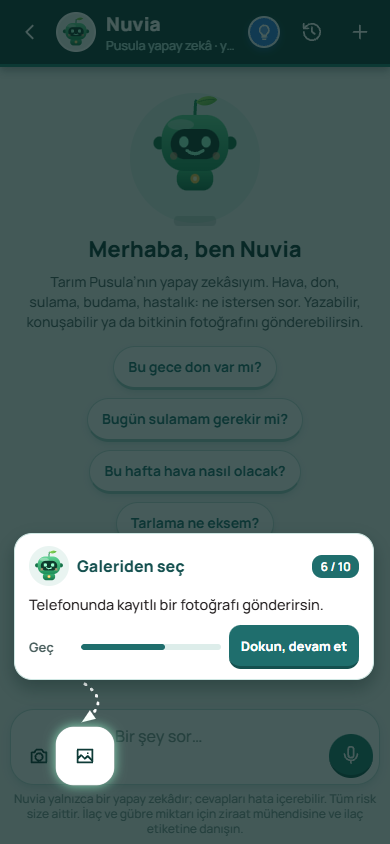 Nuvia
Pusula yapay zekâ · y...
Merhaba, ben Nuvia
Tarım Pusula'nın yapay zekâsıyım. Hava, don,
sulama, budama, hastalık: ne istersen sor. Yazabilir,
konuşabilir ya da bitkinin fotoğrafını gönderebilirsin.
Bu gece don var mı?
Bugün sulamam gerekir mi?
Bu hafta hava nasıl olacak?
Tarlama ne eksem?
Galeriden seç
6 / 10
Telefonunda kayıtlı bir fotoğrafı gönderirsin.
Geç
Dokun, devam et
Bir şey sor...
Nuvia yalnızca bir yapay zekâdır; cevapları hata içerebilir. Tüm risk
size aittir. İlaç ve gübre miktarı için ziraat mühendisine ve ilaç
etiketine danışın.